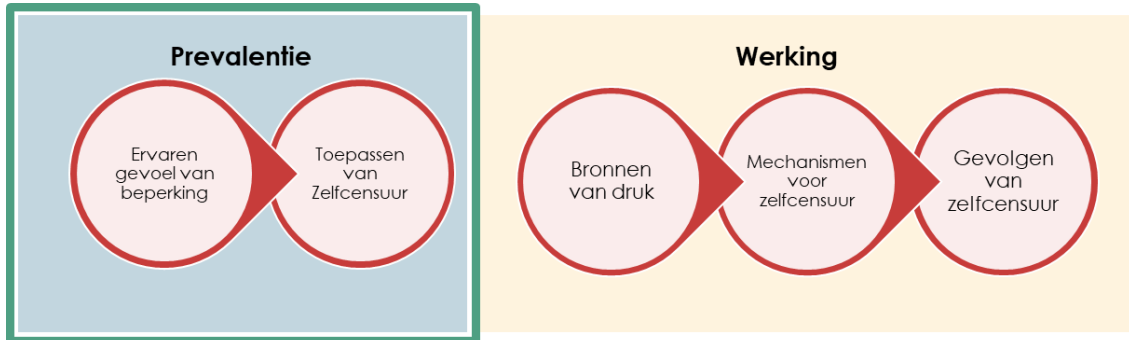 Prevalentie
Ervaren
gevoel van
beperking
Toepassen
van
Zelfcensuur
Werking
Bronnen
van druk
Mechanismen
voor
zelfcensuur
Gevolgen
van
zelfcensuur